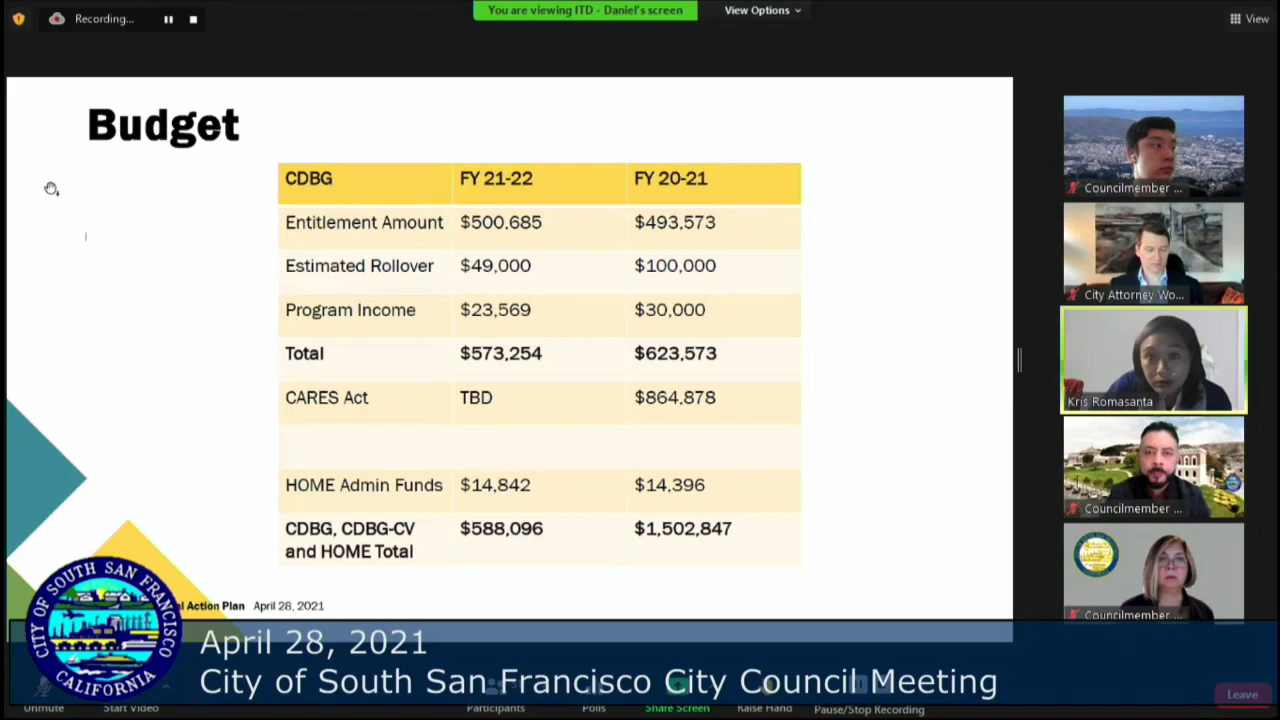 Recording...
You are viewing ITD - Daniel's screen
View Options
View
Budget
CDBG FY 21-22 FY 20-21
Entitlement Amount $500,685 $493,573
Estimated Rollover $49,000 $100,000
Program Income $23,569 $30,000
Total $573,254 $623,573
CARES Act TBD $864,878
HOME Admin Funds $14,842 $14,396
CDBG, CDBG-CV $588,096 $1,502,847
and HOME Total
Councilmember ...
City Attorney Wo...
Kris Romasanta
Councilmember ...
Councilmember ...
l Action Plan April 28, 2021
CITY OF SOUTH SAN FRANCISCO
CALIFORNIA
April 28, 2021
City of South San Francisco City Council Meeting
Unmute Start Video Participants Polls Share Screen Raise Hand Pause/Stop Recording
Leave